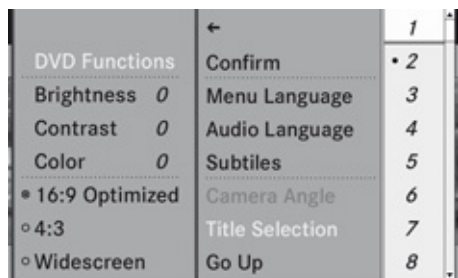 ←
DVD Functions
Brightness 0
Contrast 0
Color 0
16:9 Optimized
4:3
Widescreen
Confirm
Menu Language
Audio Language
Subtiles
Camera Angle
Title Selection
Go Up
1
• 2
3
4
5
6
7
8